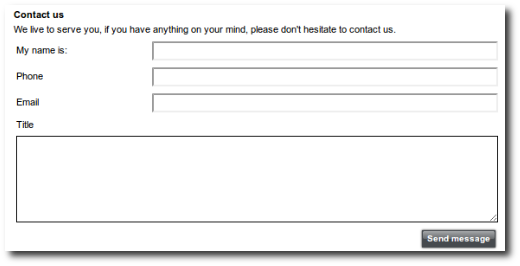 Contact us
We live to serve you, if you have anything on your mind, please don't hesitate to contact us.
My name is:
Phone
Email
Title
Send message